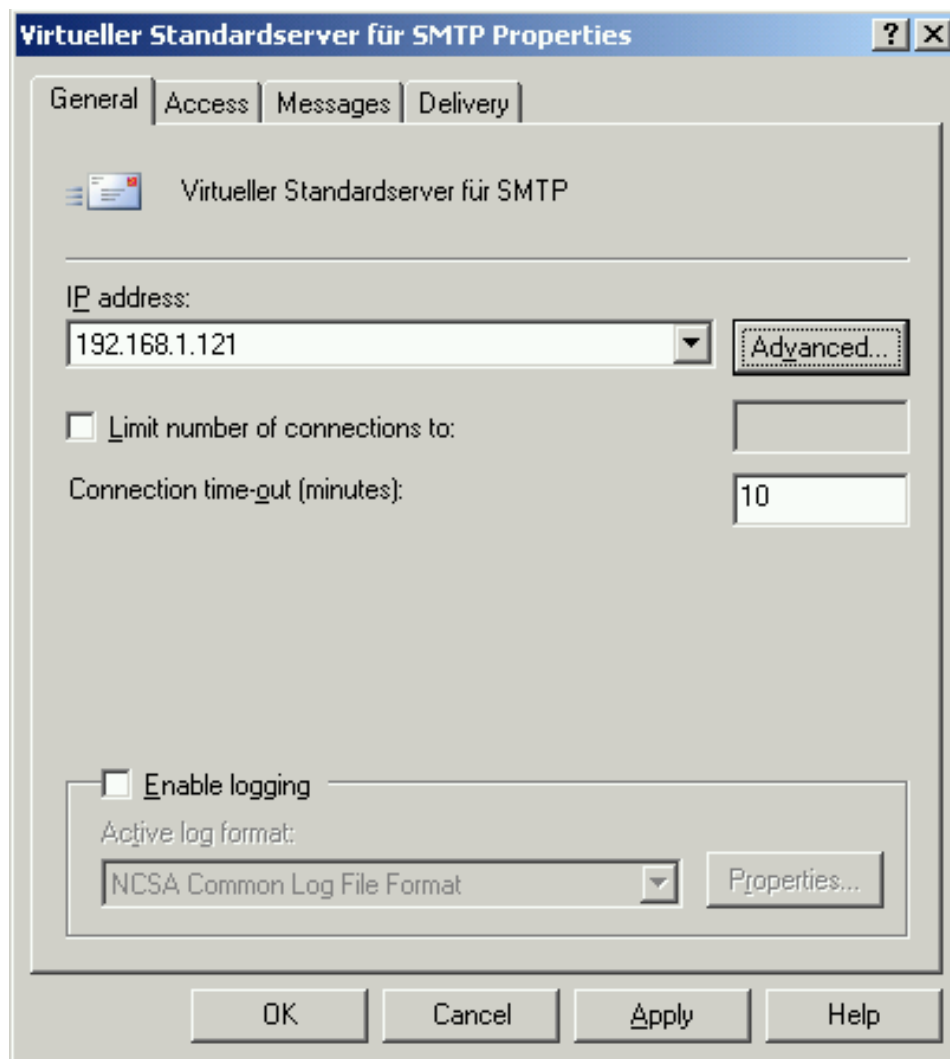 Virtueller Standardserver für SMTP Properties
General Access Messages Delivery
Virtueller Standardserver für SMTP
IP address:
192.168.1.121 Advanced...
Limit number of connections to:
Connection time-out (minutes): 10
Enable logging
Active log format:
NCSA Common Log File Format Properties...
OK Cancel Apply Help